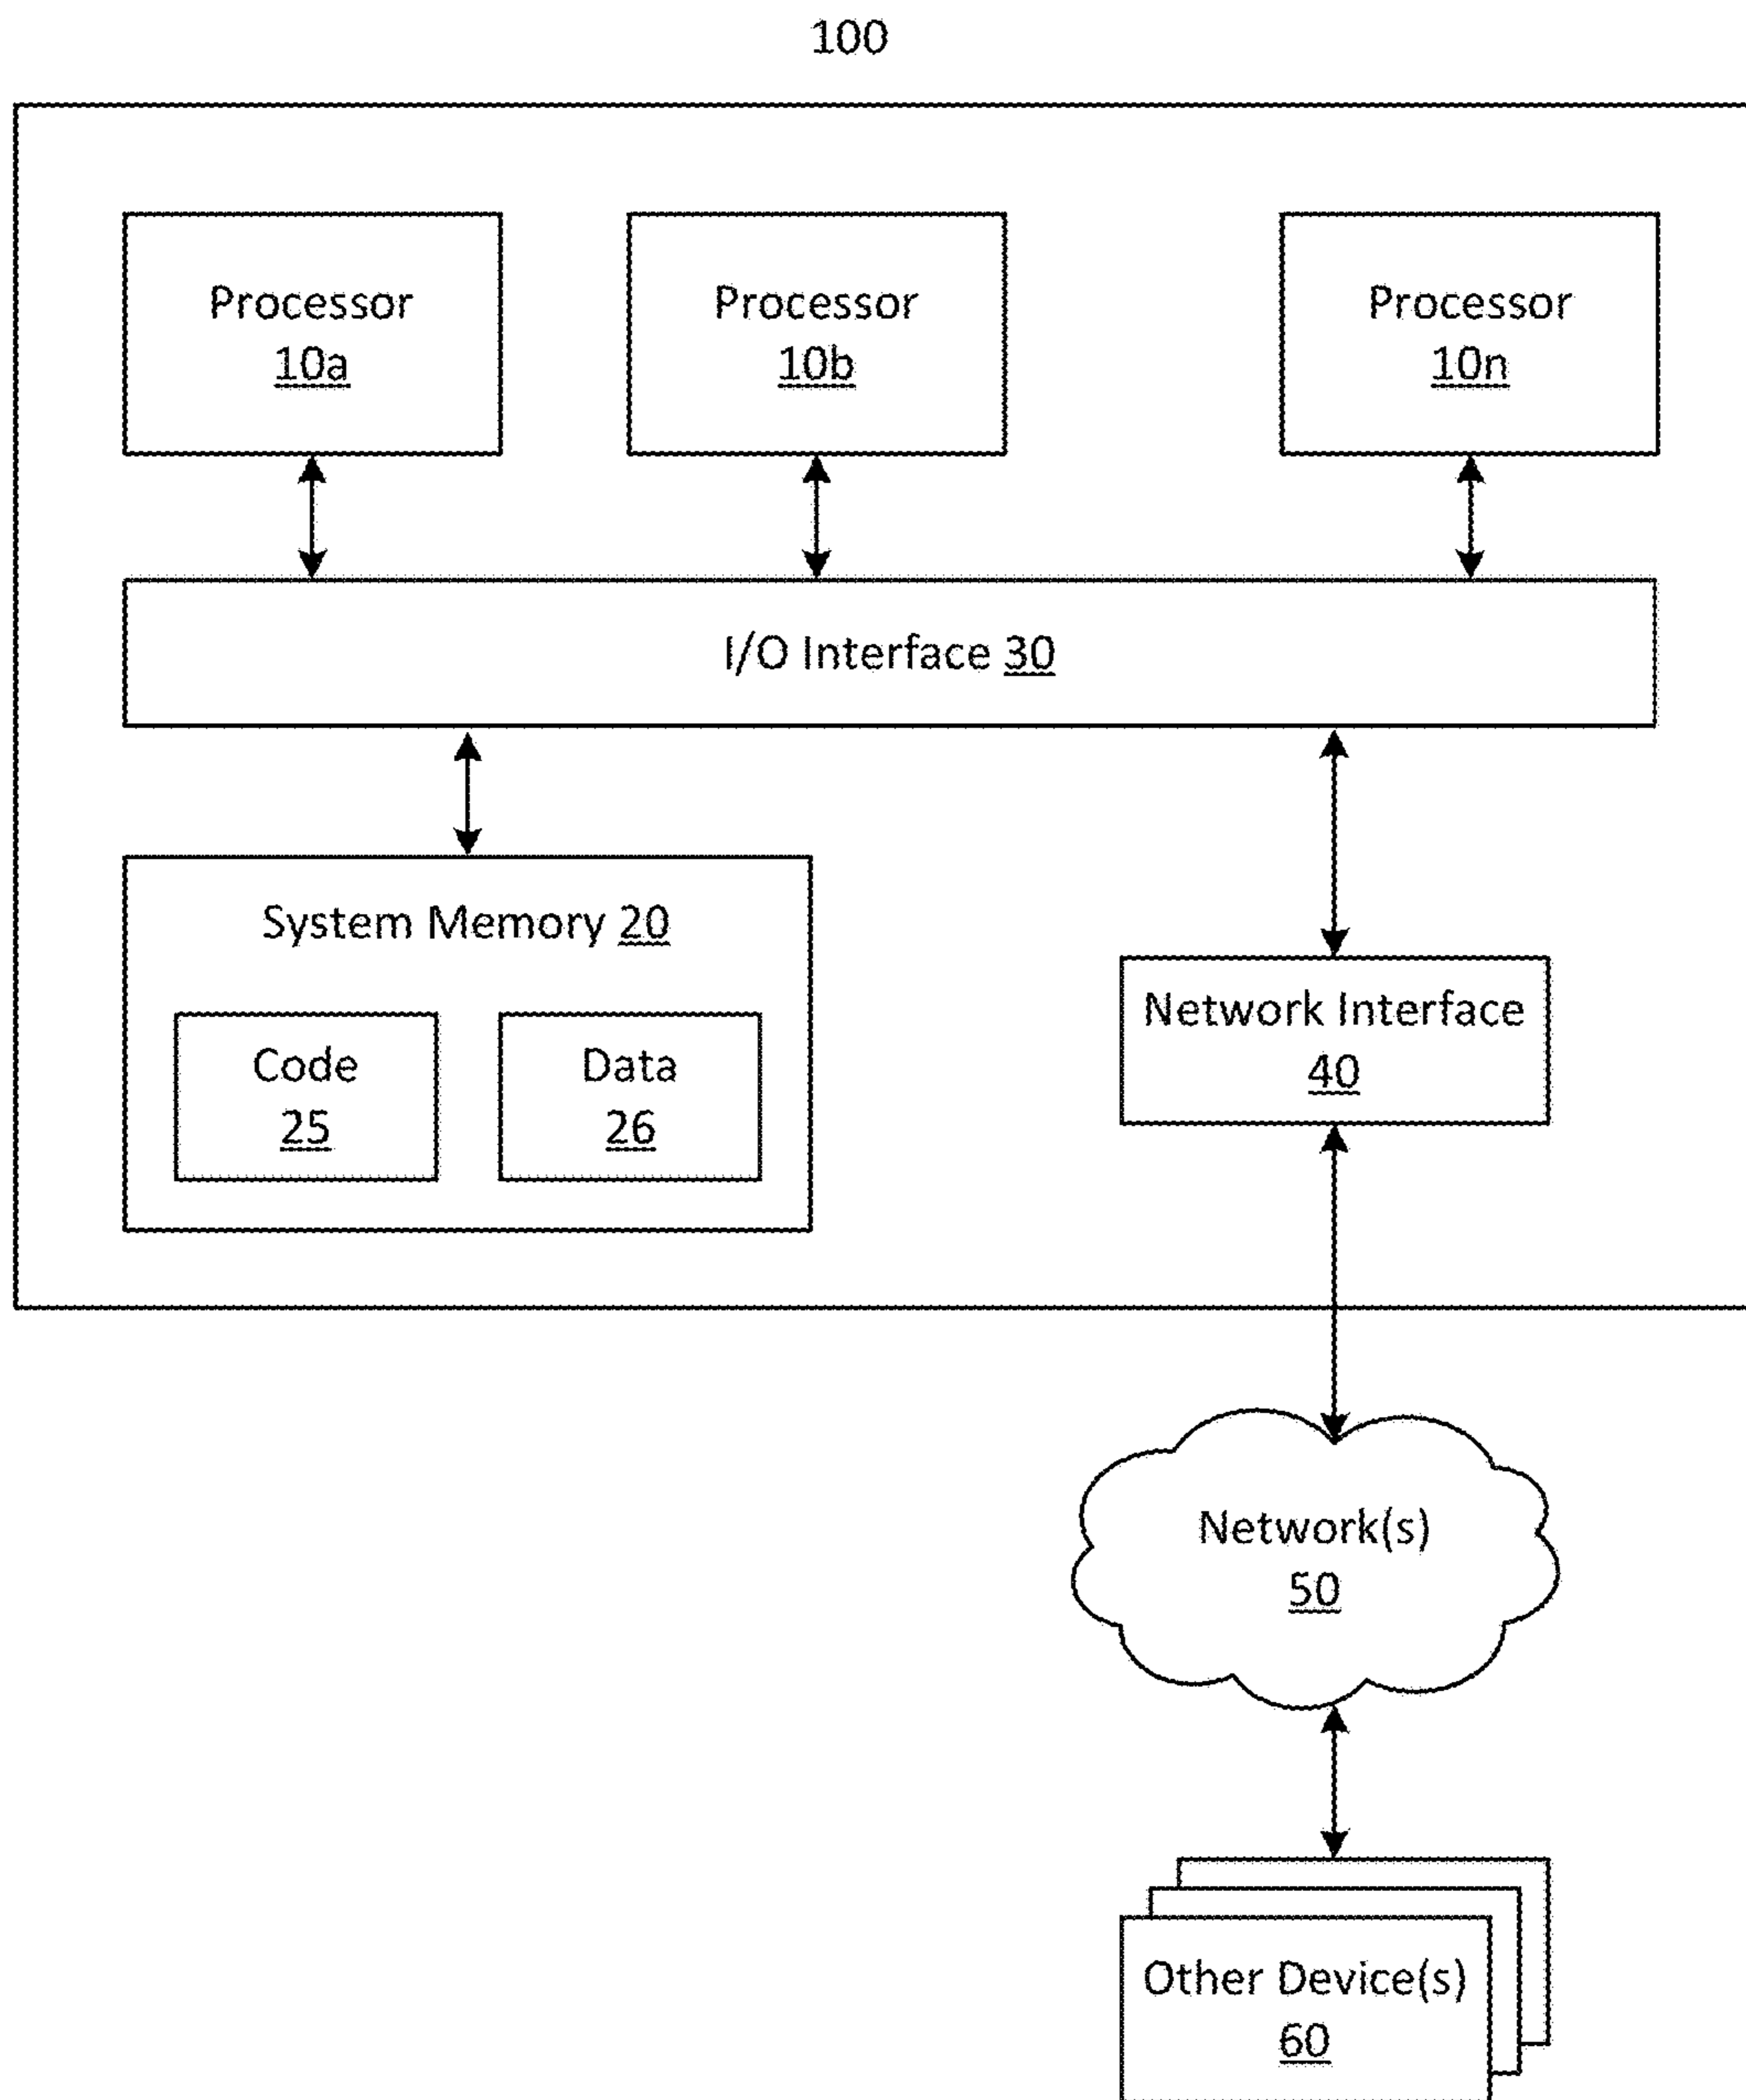 100
Processor
10a
Processor
10b
Processor
10n
I/O Interface 30
System Memory 20
Code
25
Data
26
Network Interface
40
Network(s)
50
Other Device(s)
60